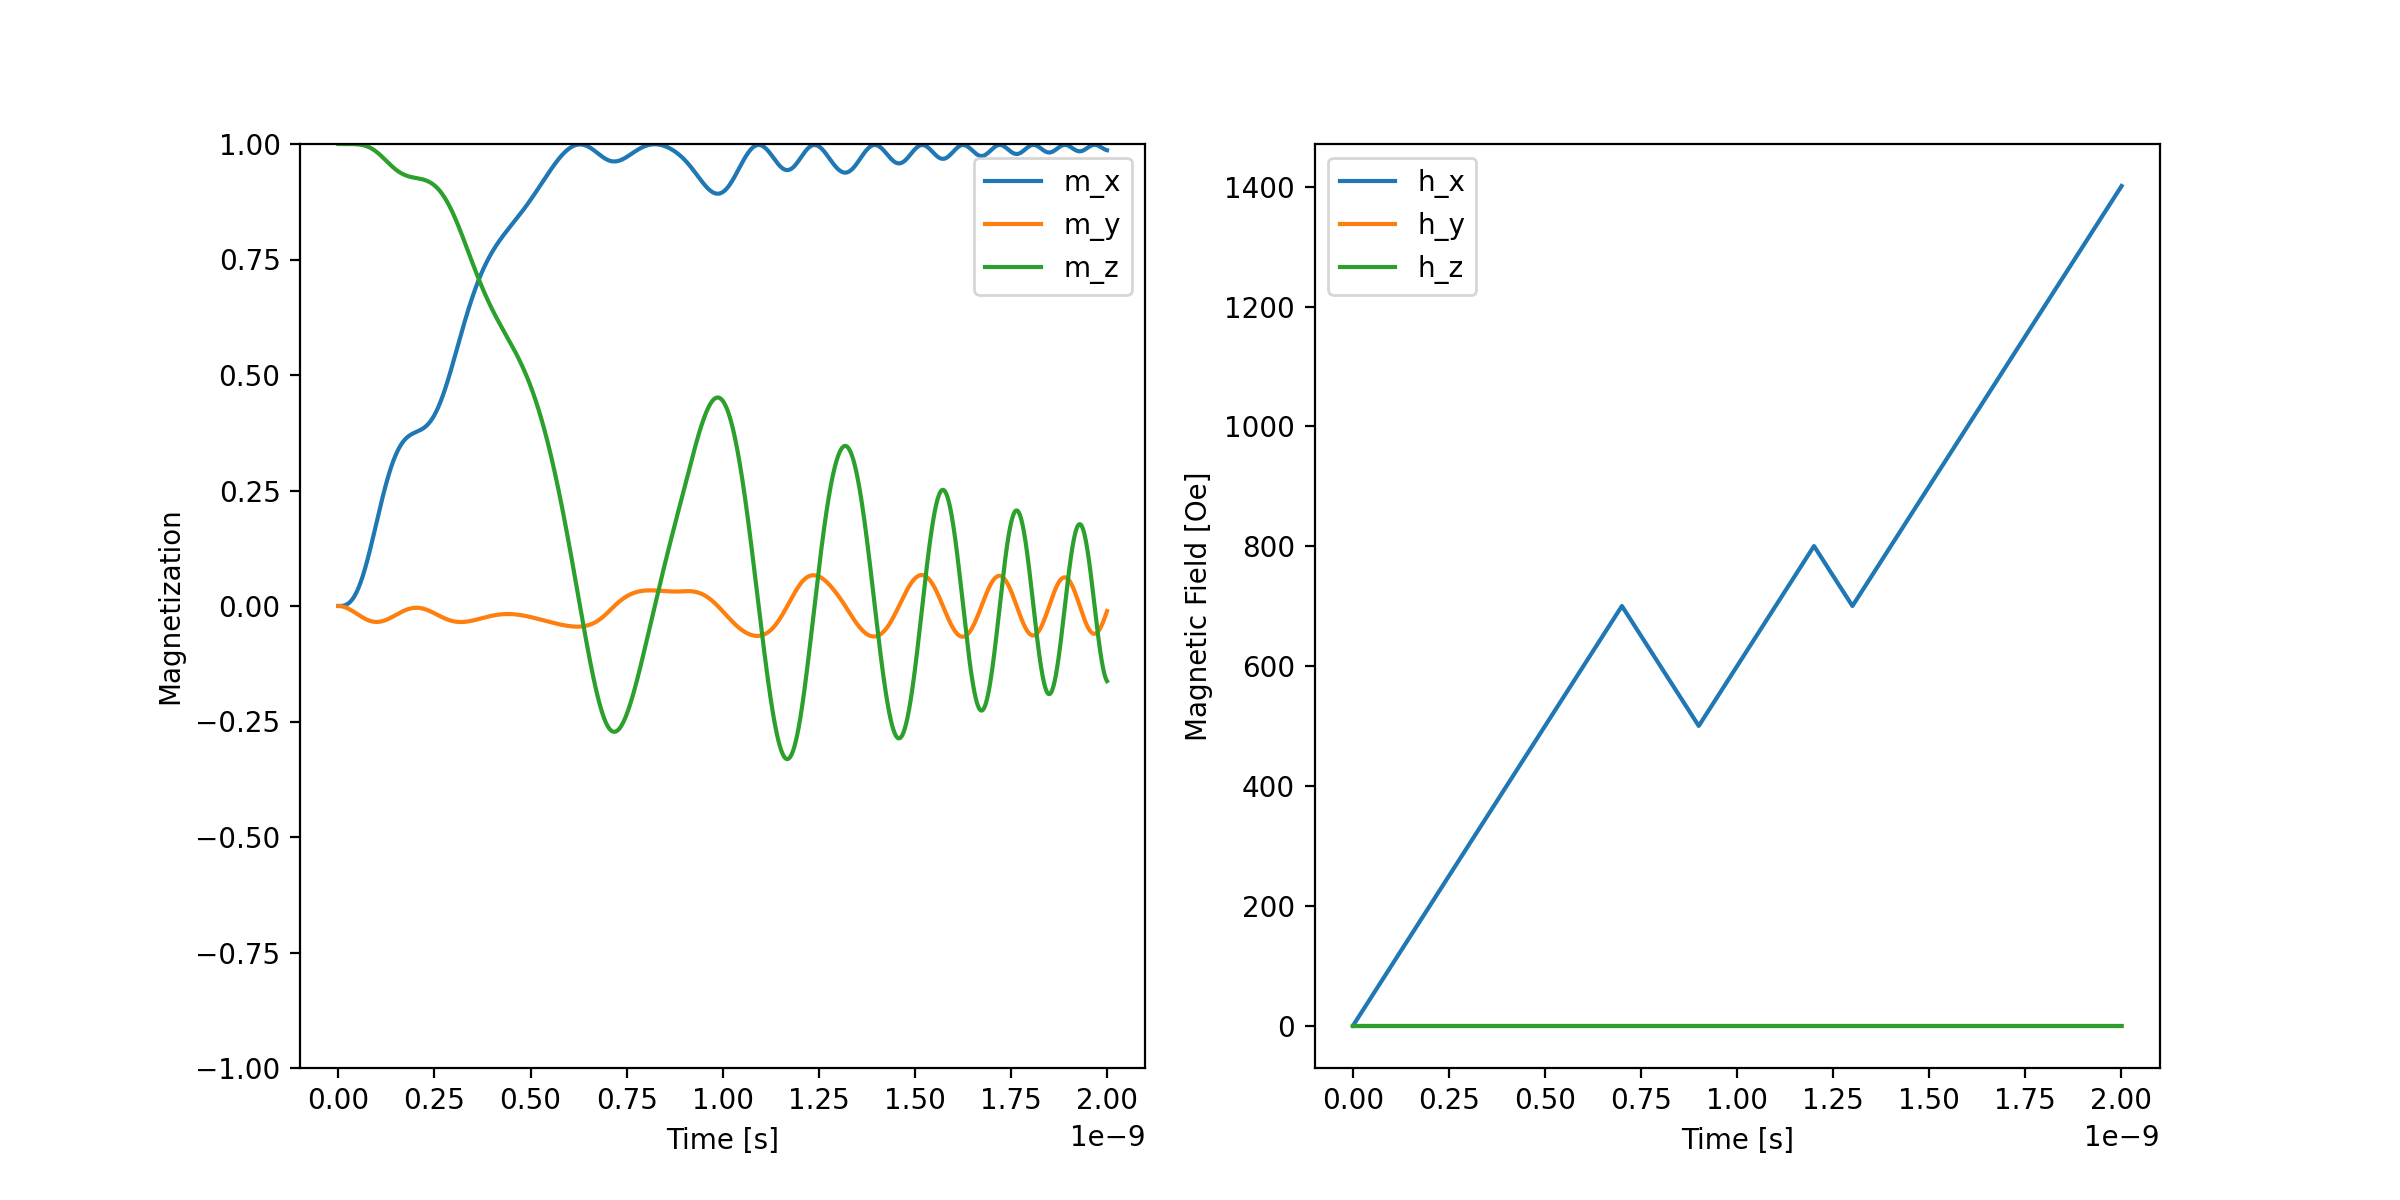 1.00
0.75
0.50
0.25
0.00
−0.25
−0.50
−0.75
−1.00
Magnetization
m_x
m_y
m_z
0.00 0.25 0.50 0.75 1.00 1.25 1.50 1.75 2.00
Time [s]
1e−9
1400
1200
1000
800
600
400
200
0
Magnetic Field [Oe]
h_x
h_y
h_z
0.00 0.25 0.50 0.75 1.00 1.25 1.50 1.75 2.00
Time [s]
1e−9